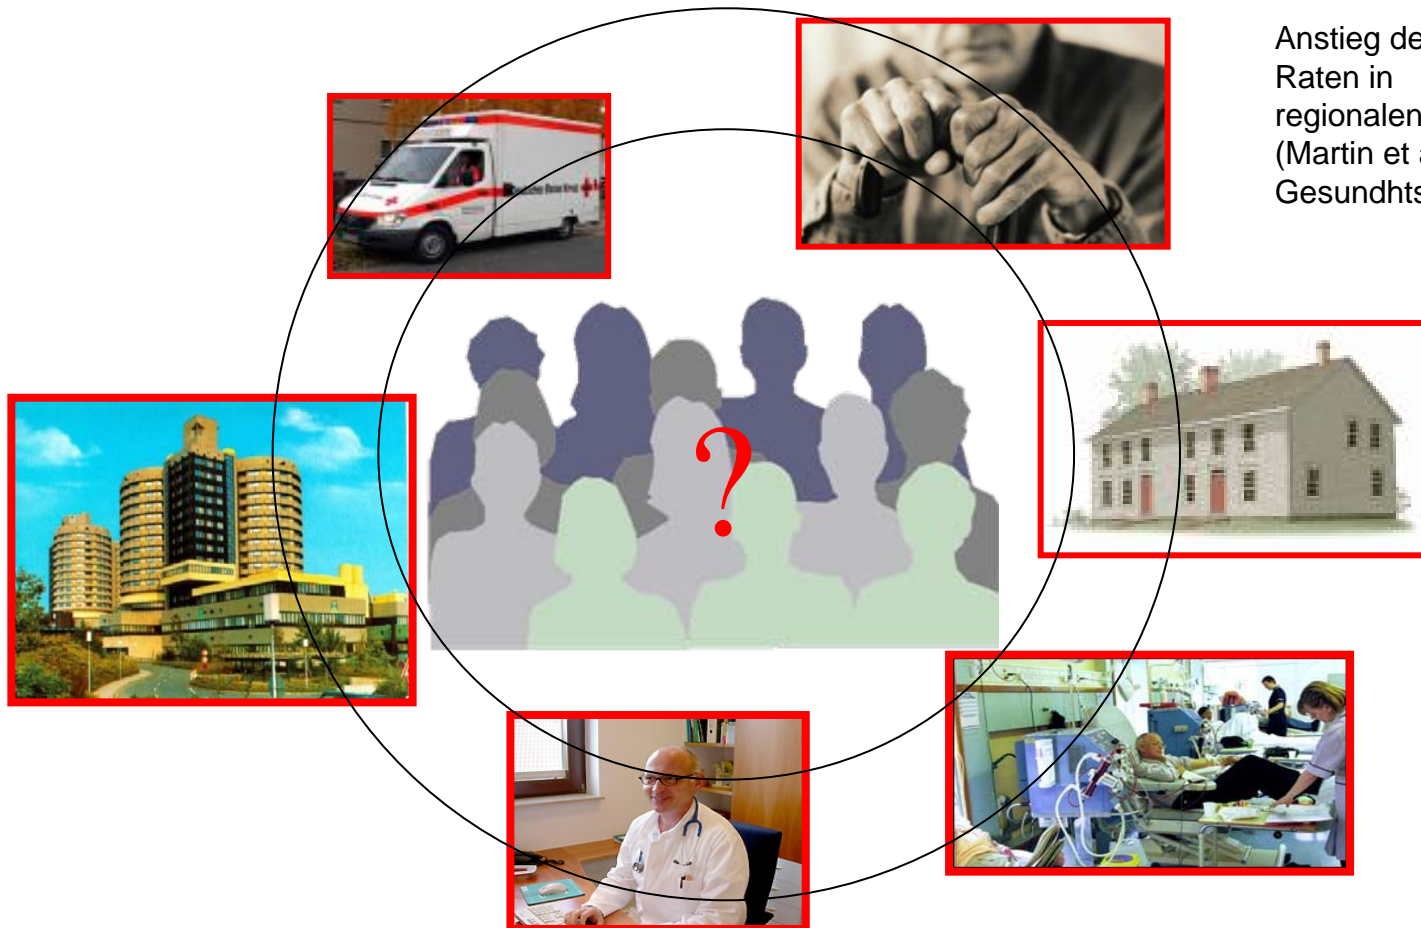 Anstieg de
Raten in
regionalen
(Martin et a
Gesundhts
?